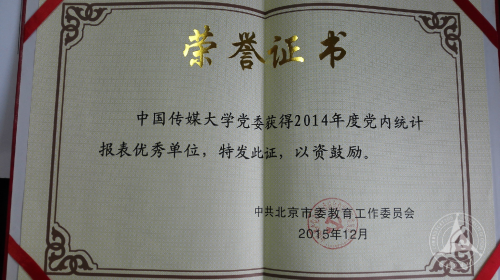 荣誉证书
中国传媒大学党委获得2014年度党内统计
报表优秀单位，特发此证，以资鼓励。
中共北京市委教育工作委员会
2015年12月